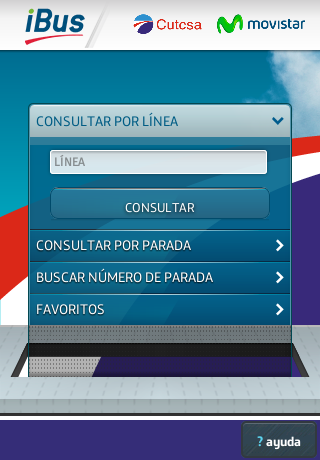 iBus Cutcsa movistar
CONSULTAR POR LÍNEA
LÍNEA
CONSULTAR
CONSULTAR POR PARADA
BUSCAR NÚMERO DE PARADA
FAVORITOS
? ayuda